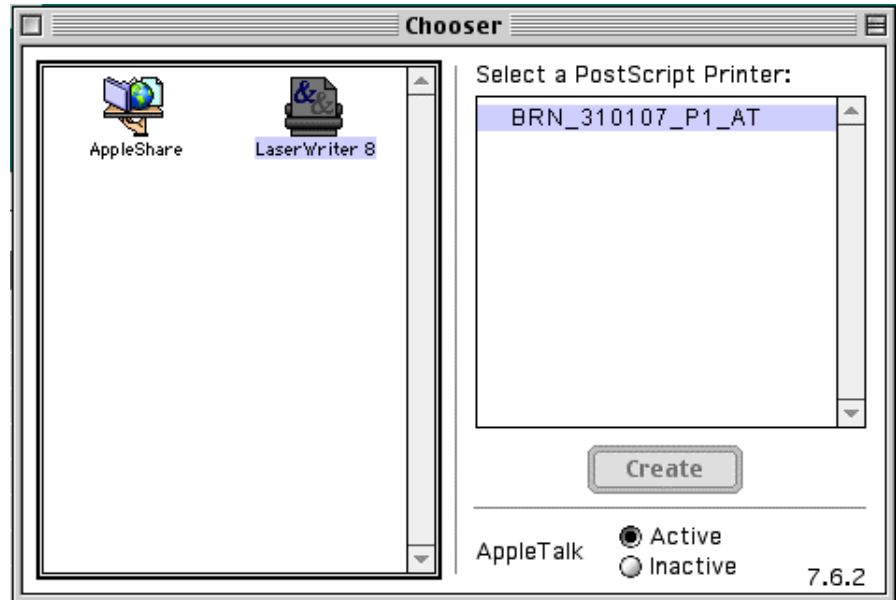 Chooser
AppleShare
LaserWriter 8
Select a PostScript Printer:
BRN_310107_P1_AT
Create
AppleTalk
Active
Inactive
7.6.2